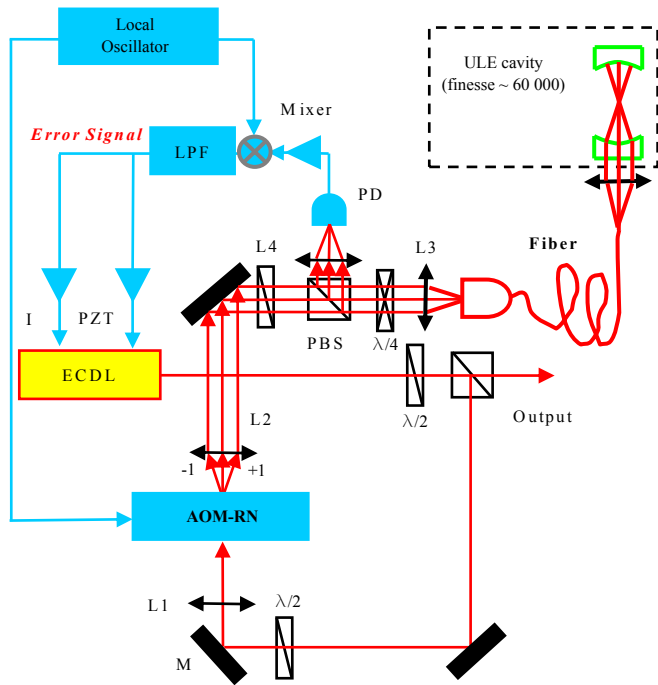 Local
Oscillator
ULE cavity
(finesse ~ 60 000)
Mixer
Error Signal
LPF
PD
L4
L3
Fiber
I
PZT
PBS
λ/4
ECDL
λ/2
Output
L2
-1
+1
AOM-RN
L1
λ/2
M